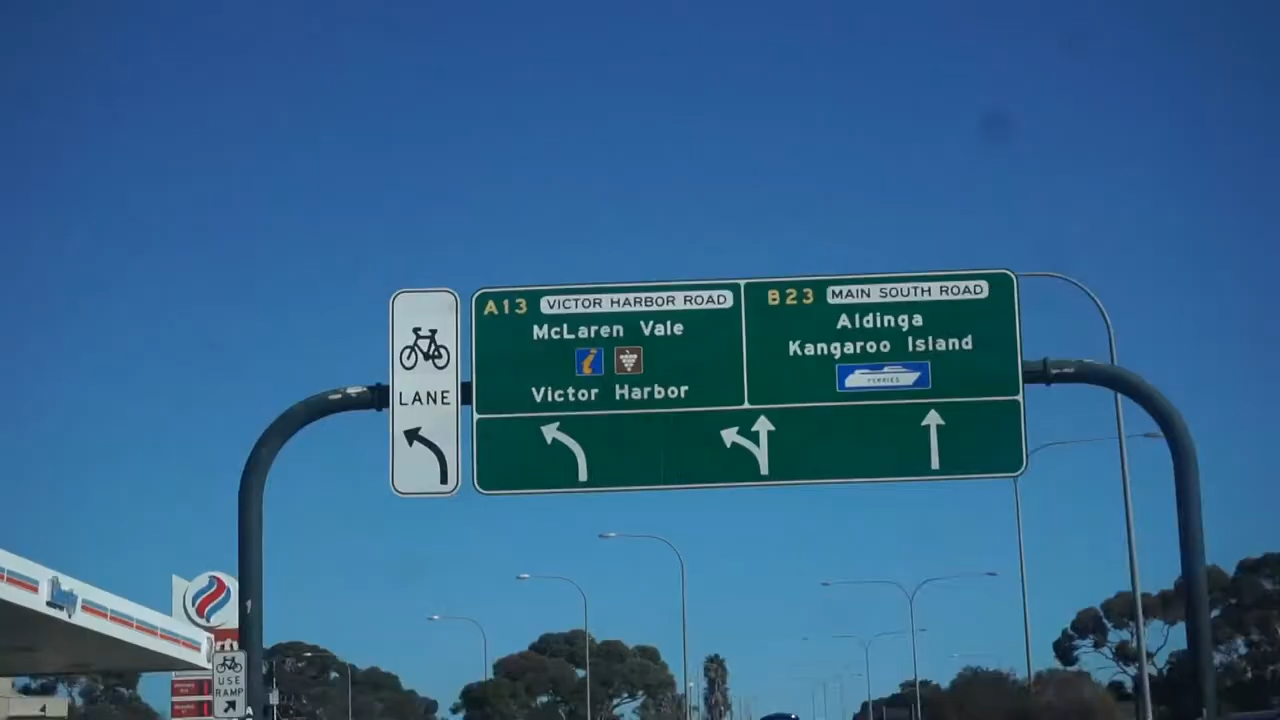 LANE
A13 VICTOR HARBOR ROAD
McLaren Vale
Victor Harbor
B23 MAIN SOUTH ROAD
Aldinga
Kangaroo Island
FERRIES
USE
RAMP